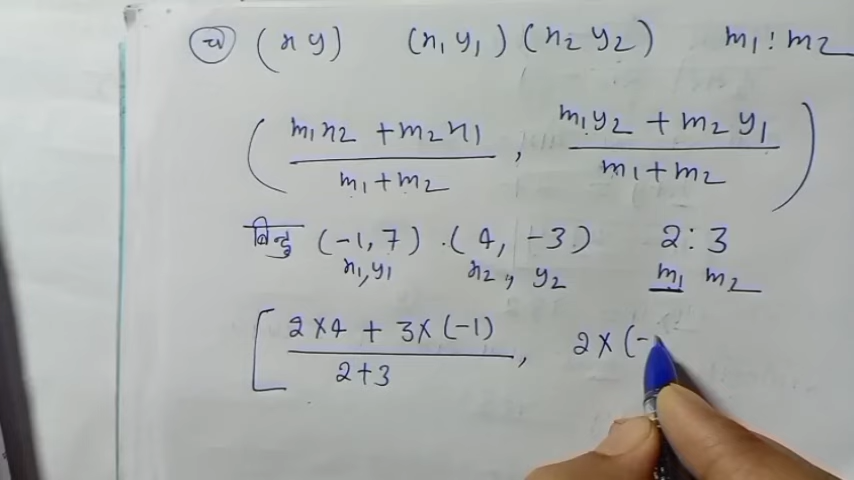 च (x y) (x₁ y₁) (x₂ y₂) m₁ : m₂
( m₁x₂ + m₂x₁ / m₁+m₂ , m₁y₂ + m₂y₁ / m₁+m₂ )
बिन्दु (-1, 7) . (4, -3) 2 : 3
x₁, y₁ x₂, y₂ m₁ m₂
[ 2×4 + 3×(-1) / 2+3 , 2×(-